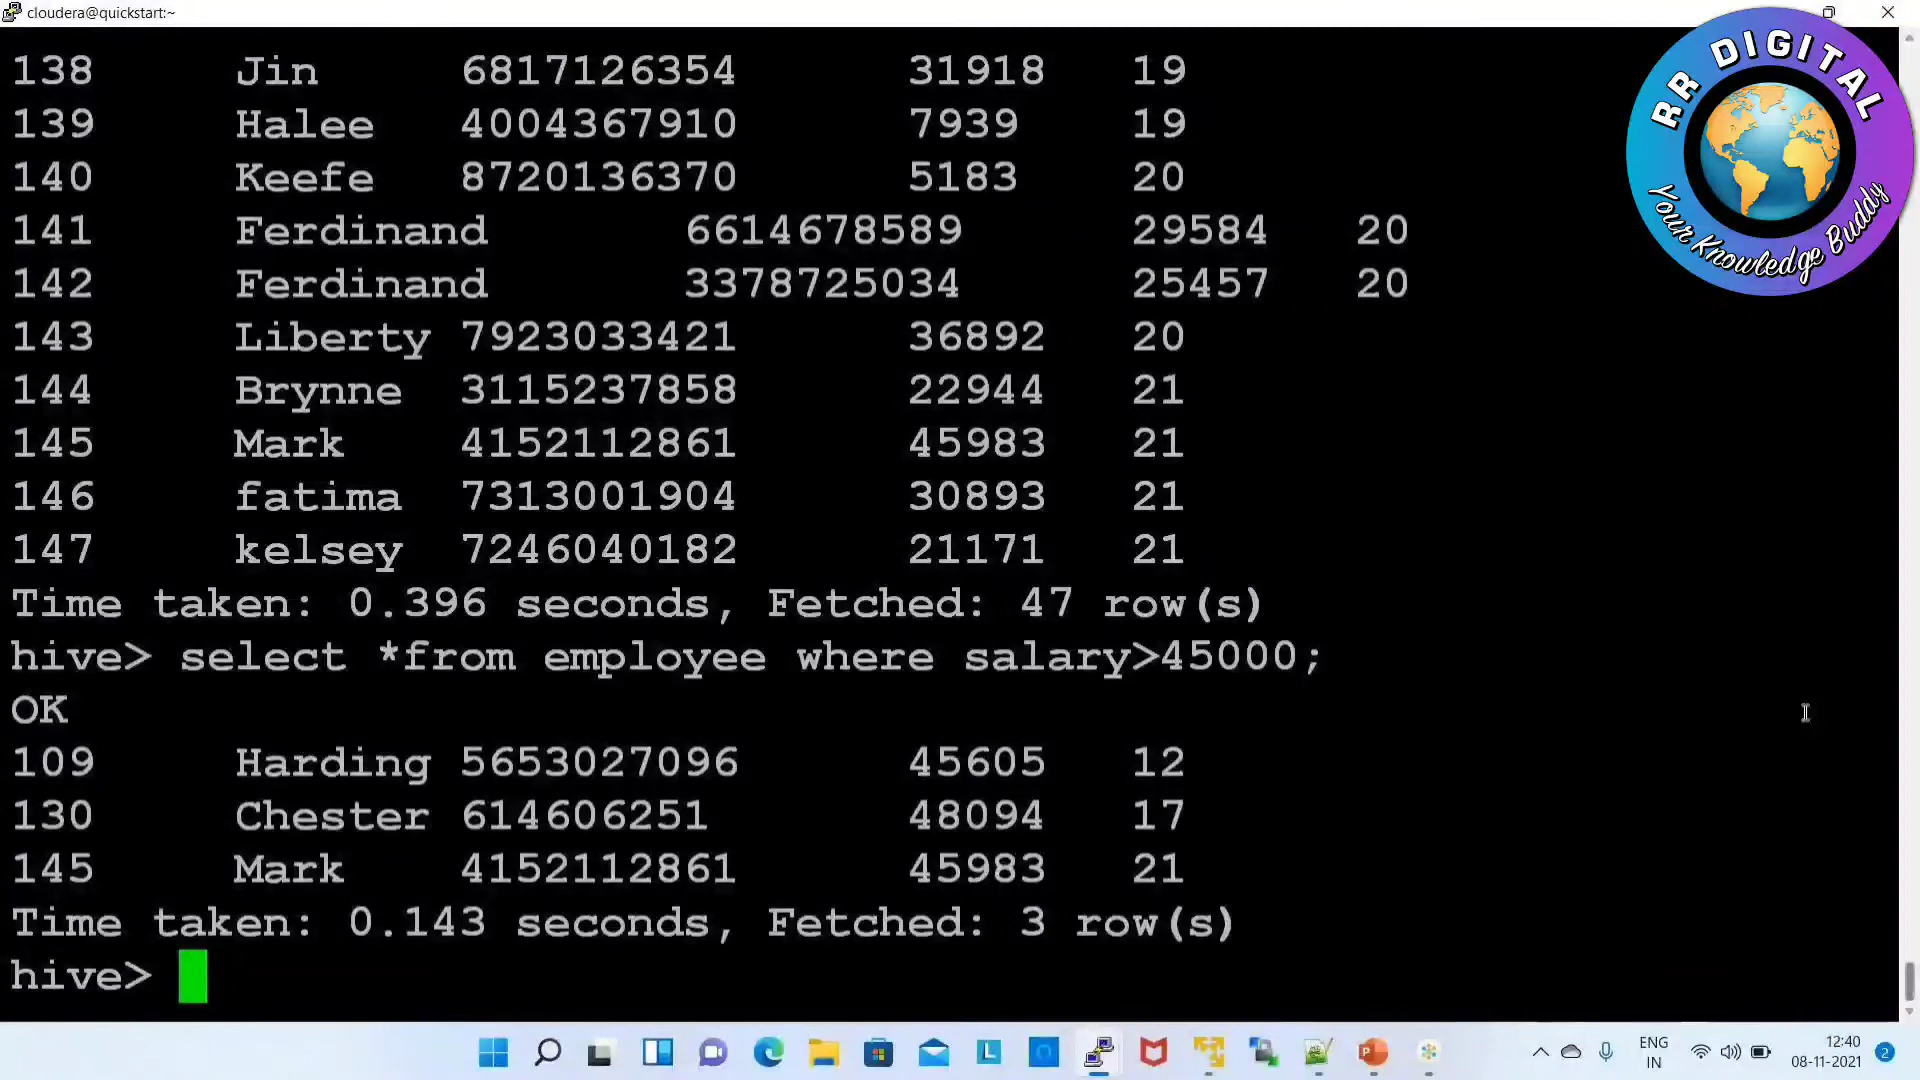 cloudera@quickstart:~
138 Jin 6817126354 31918 19
139 Halee 4004367910 7939 19
140 Keefe 8720136370 5183 20
141 Ferdinand 6614678589 29584 20
142 Ferdinand 3378725034 25457 20
143 Liberty 7923033421 36892 20
144 Brynne 3115237858 22944 21
145 Mark 4152112861 45983 21
146 fatima 7313001904 30893 21
147 kelsey 7246040182 21171 21
Time taken: 0.396 seconds, Fetched: 47 row(s)
hive> select *from employee where salary>45000;
OK
109 Harding 5653027096 45605 12
130 Chester 614606251 48094 17
145 Mark 4152112861 45983 21
Time taken: 0.143 seconds, Fetched: 3 row(s)
hive>
RR DIGITAL
Your Knowledge Buddy
ENG
IN
12:40
08-11-2021
2